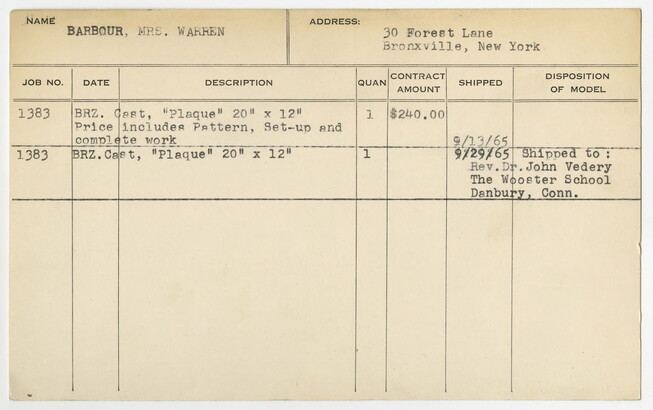 NAME BARBOUR, MRS. WARREN
ADDRESS: 30 Forest Lane
Bronxville, New York
JOB NO. DATE DESCRIPTION QUAN CONTRACT AMOUNT SHIPPED DISPOSITION OF MODEL
1383 BRZ. Cast, "Plaque" 20" x 12" 1 $240.00
Price includes Pattern, Set-up and
complete work 9/13/65
1383 BRZ.Cast, "Plaque" 20" x 12" 1 9/29/65 Shipped to:
Rev.Dr.John Vedery
The Wooster School
Danbury, Conn.